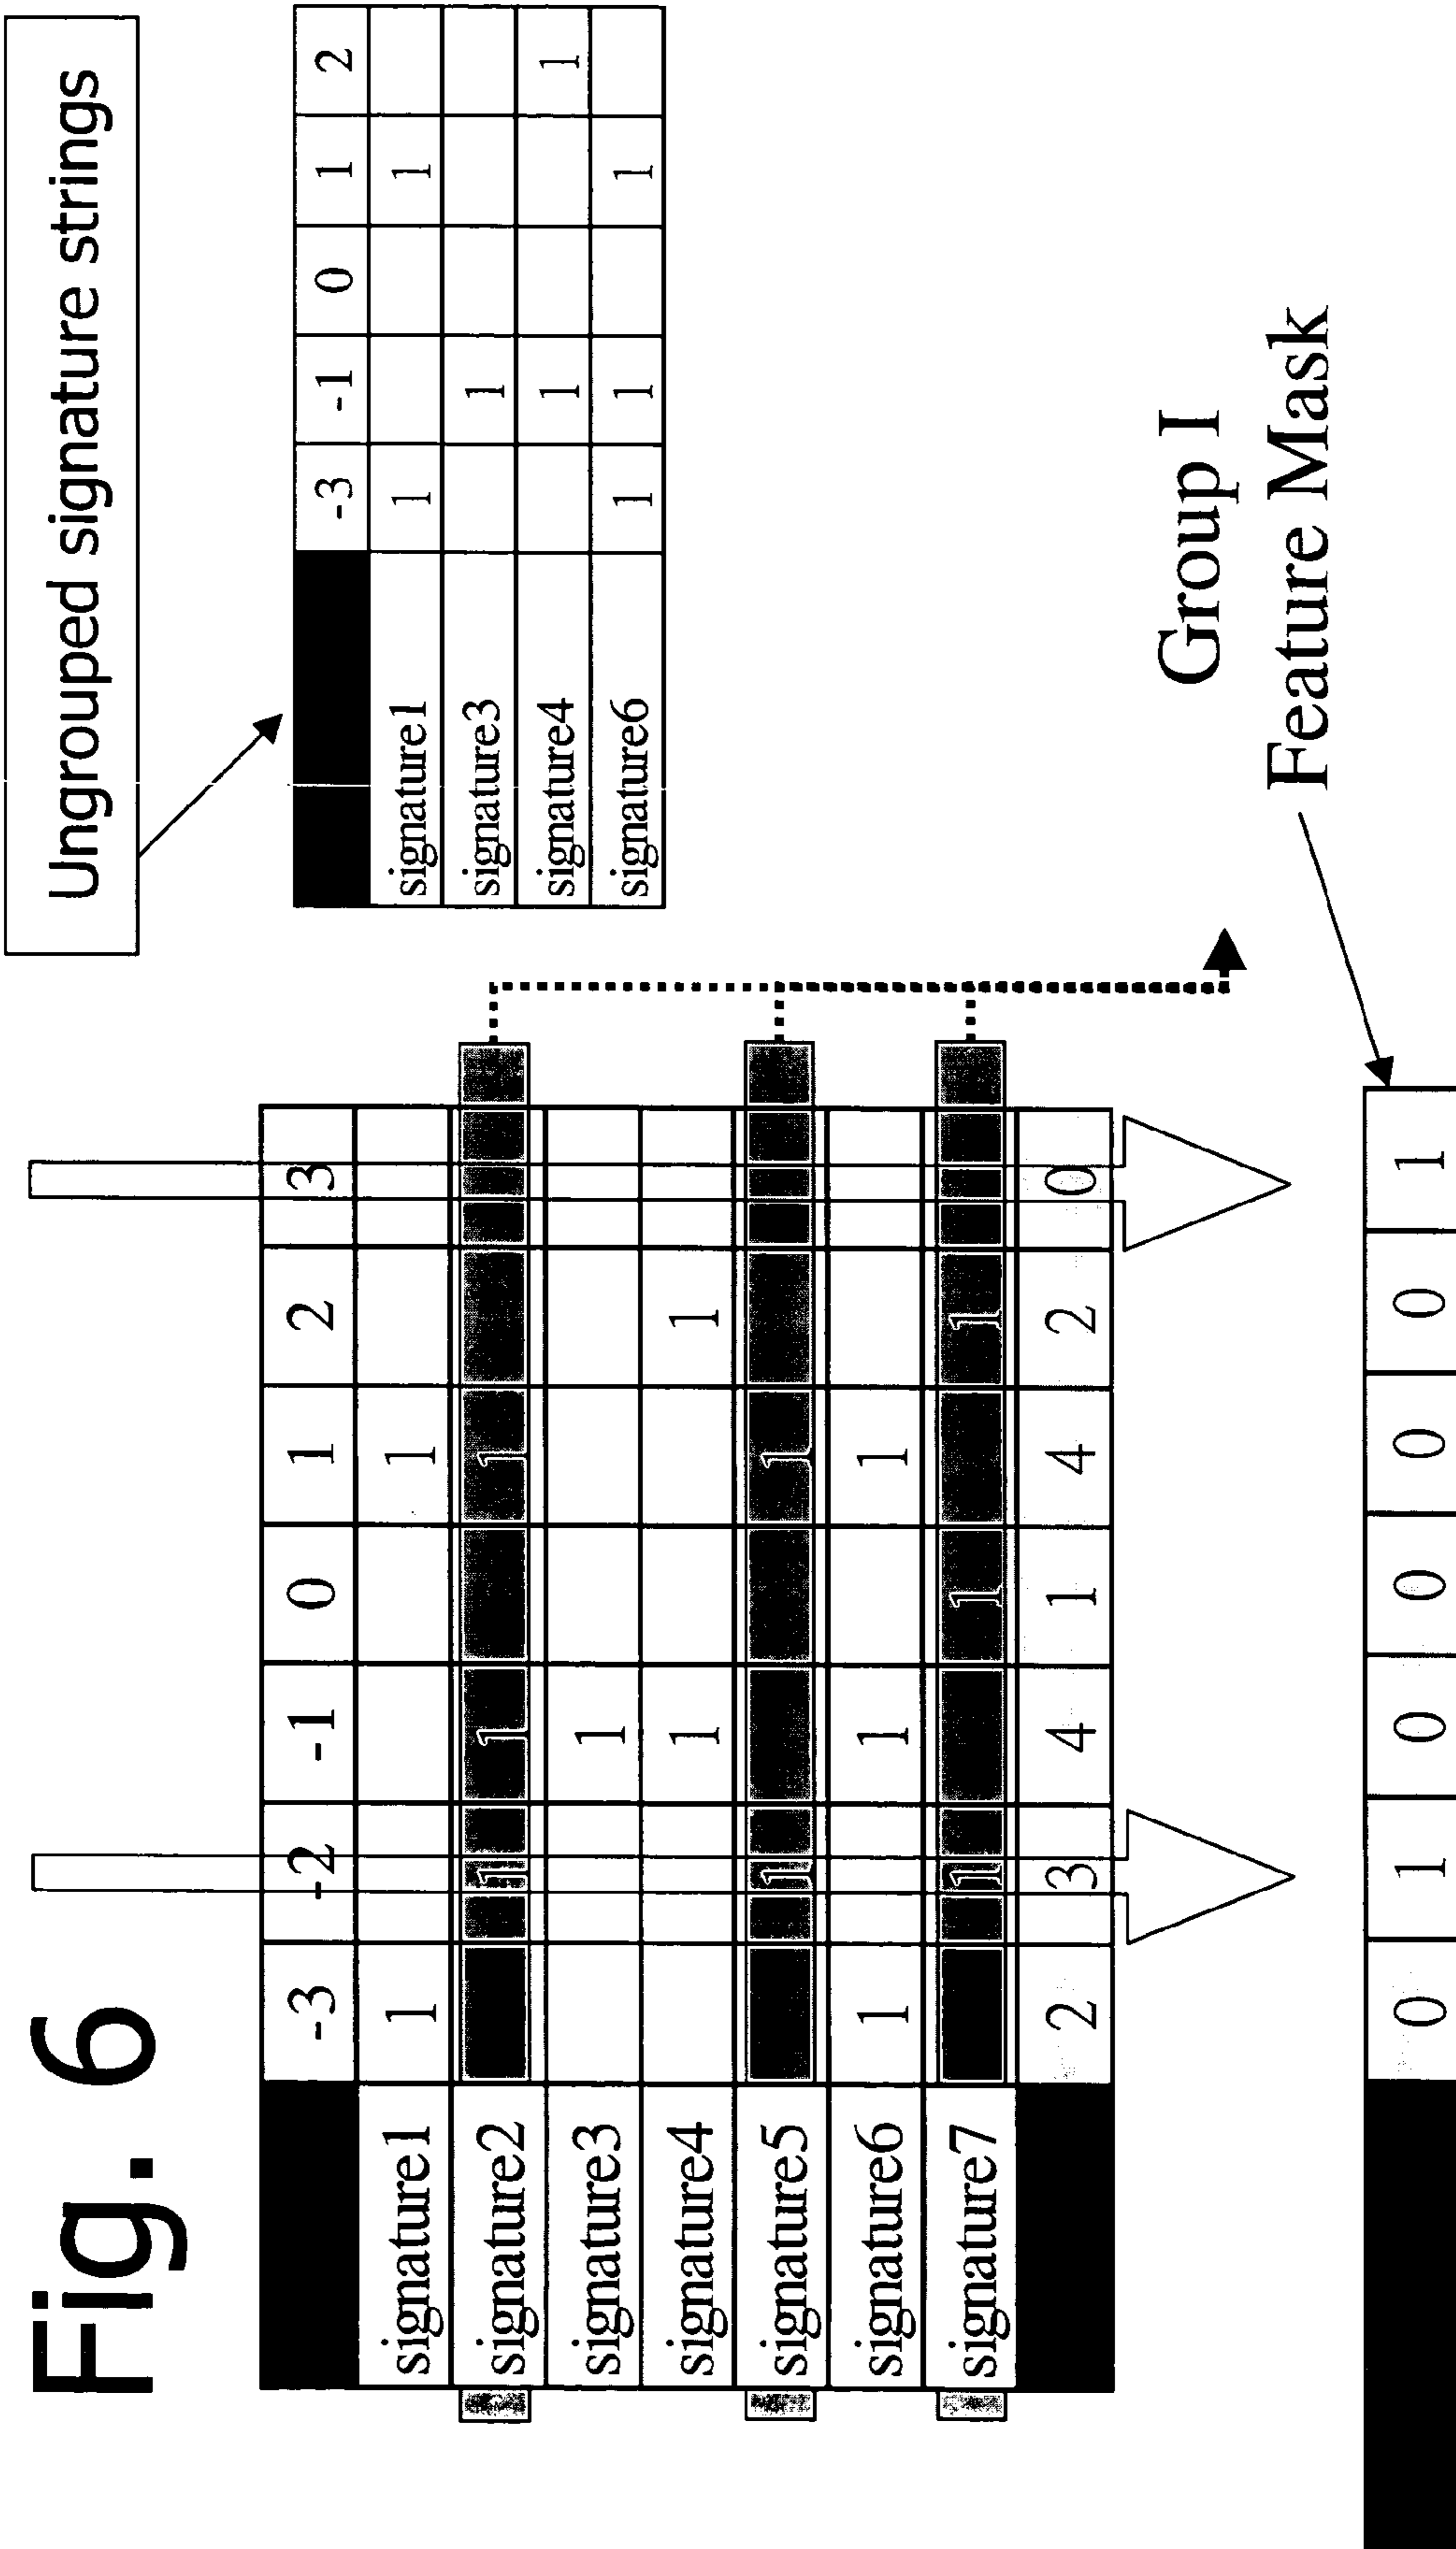 Fig. 6
-3 -2 -1 0 1 2 3
signature1 1 1
signature2 1 1 1
signature3 1
signature4 1 1
signature5 1 1
signature6 1 1 1
signature7 1 1 1
2 3 4 1 4 2 0
0 1 0 0 0 0 1
Ungrouped signature strings
-3 -1 0 1 2
signature1 1 1
signature3 1
signature4 1 1
signature6 1 1 1
Group I
Feature Mask